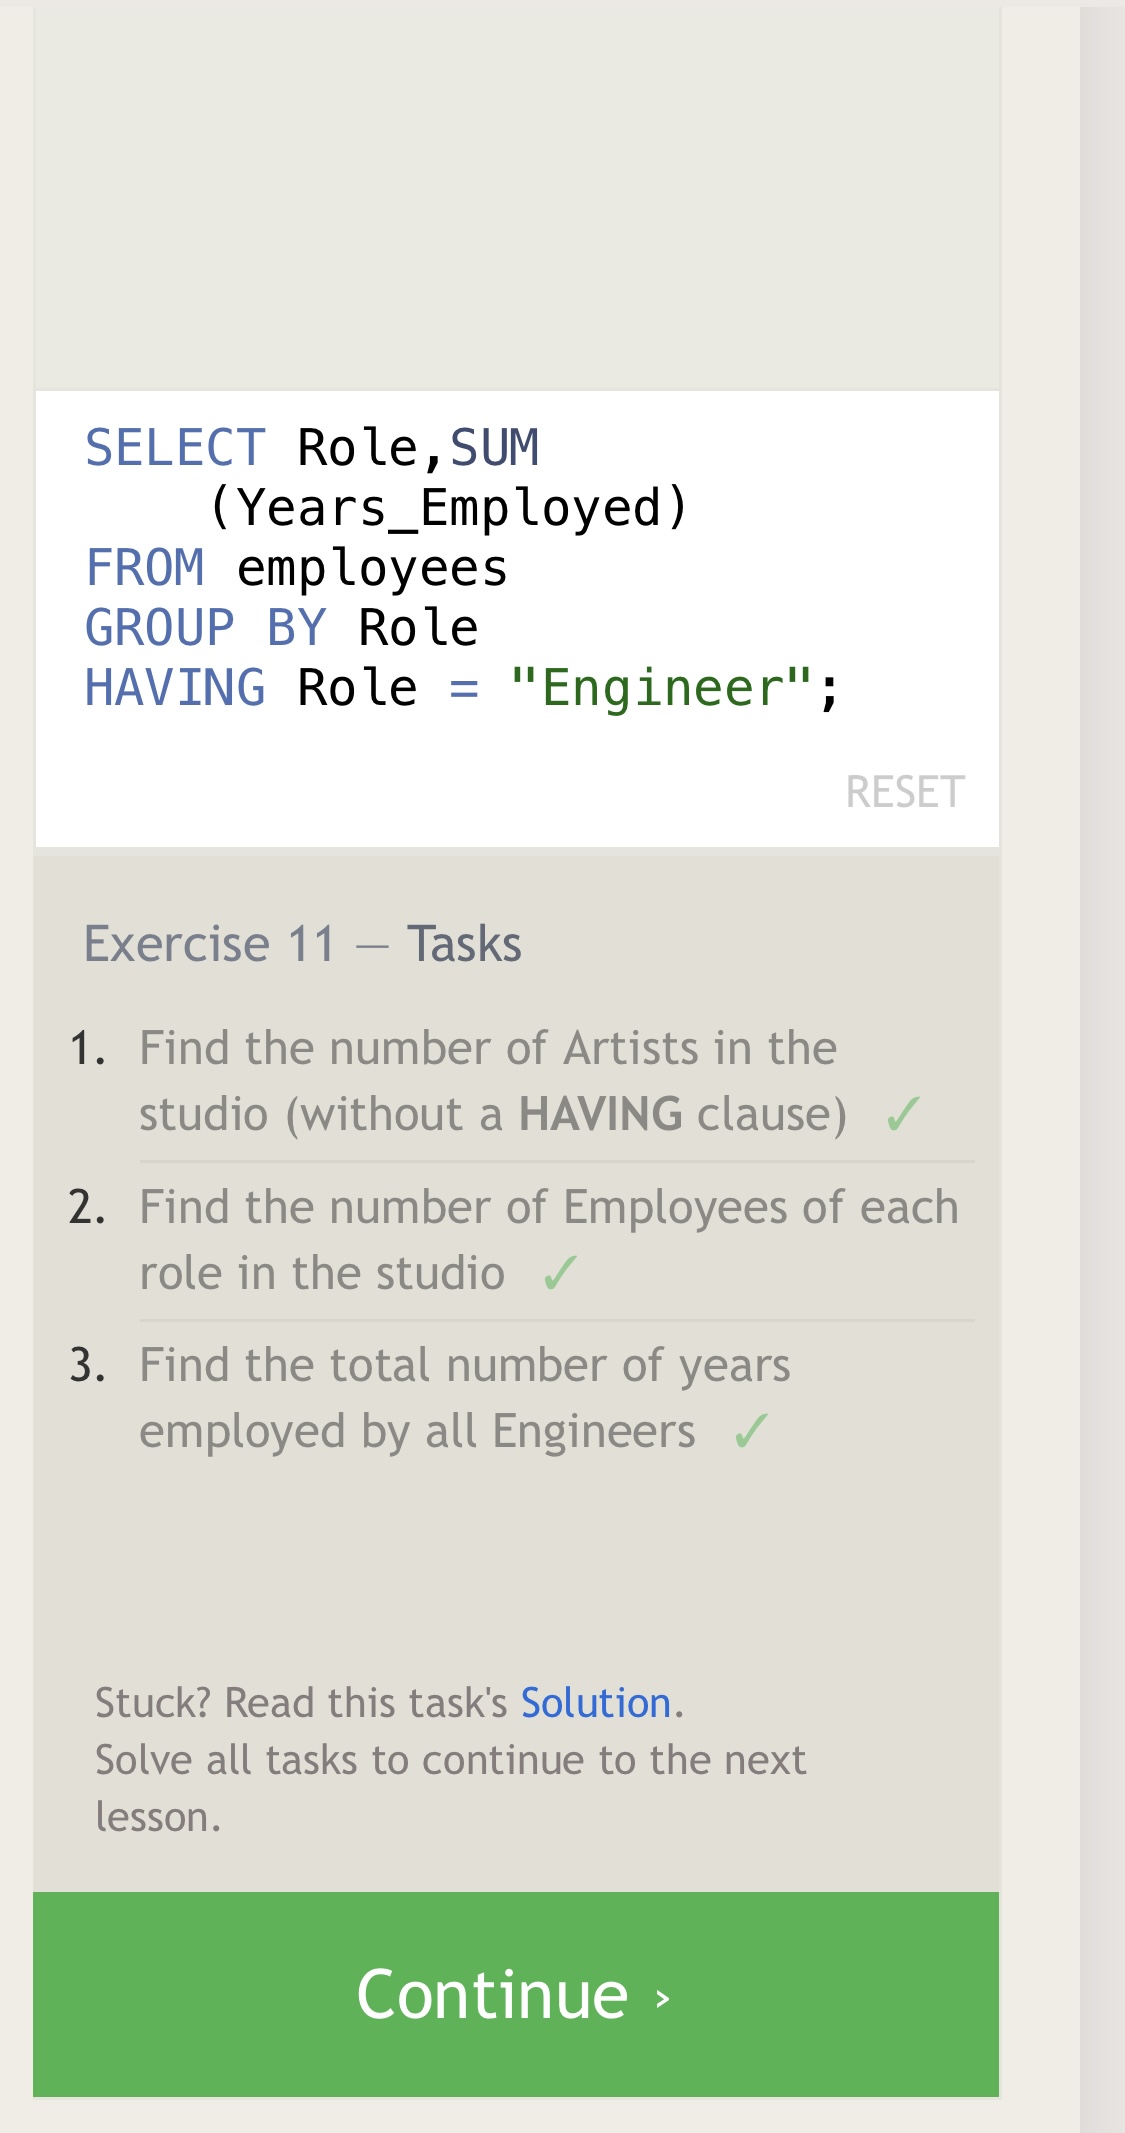 SELECT Role,SUM
(Years_Employed)
FROM employees
GROUP BY Role
HAVING Role = "Engineer";
RESET
Exercise 11 — Tasks
1. Find the number of Artists in the
studio (without a HAVING clause) ✓
2. Find the number of Employees of each
role in the studio ✓
3. Find the total number of years
employed by all Engineers ✓
Stuck? Read this task's Solution.
Solve all tasks to continue to the next
lesson.
Continue ›